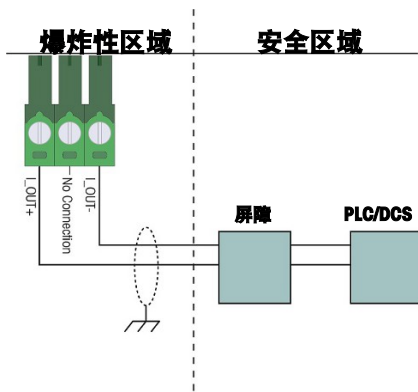 爆炸性区域
安全区域
I_OUT+
No Connection
I_OUT-
屏障
PLC/DCS